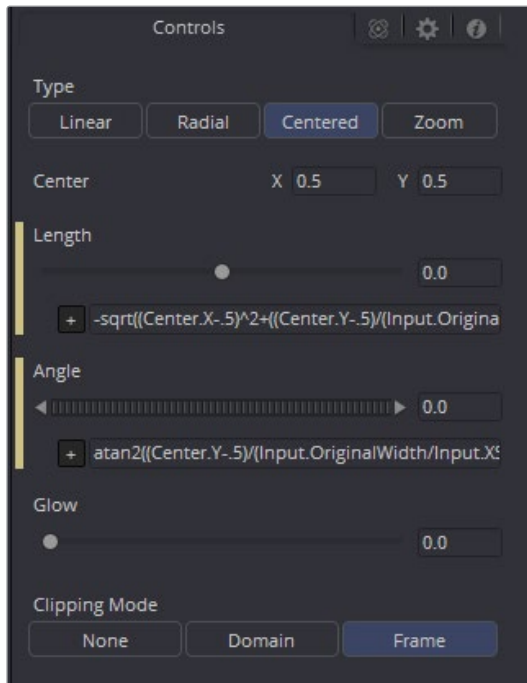 Controls
Type
Linear Radial Centered Zoom
Center X 0.5 Y 0.5
Length
0.0
+ -sqrt((Center.X-.5)^2+((Center.Y-.5)/(Input.Origina
Angle
0.0
+ atan2((Center.Y-.5)/(Input.OriginalWidth/Input.XS
Glow
0.0
Clipping Mode
None Domain Frame